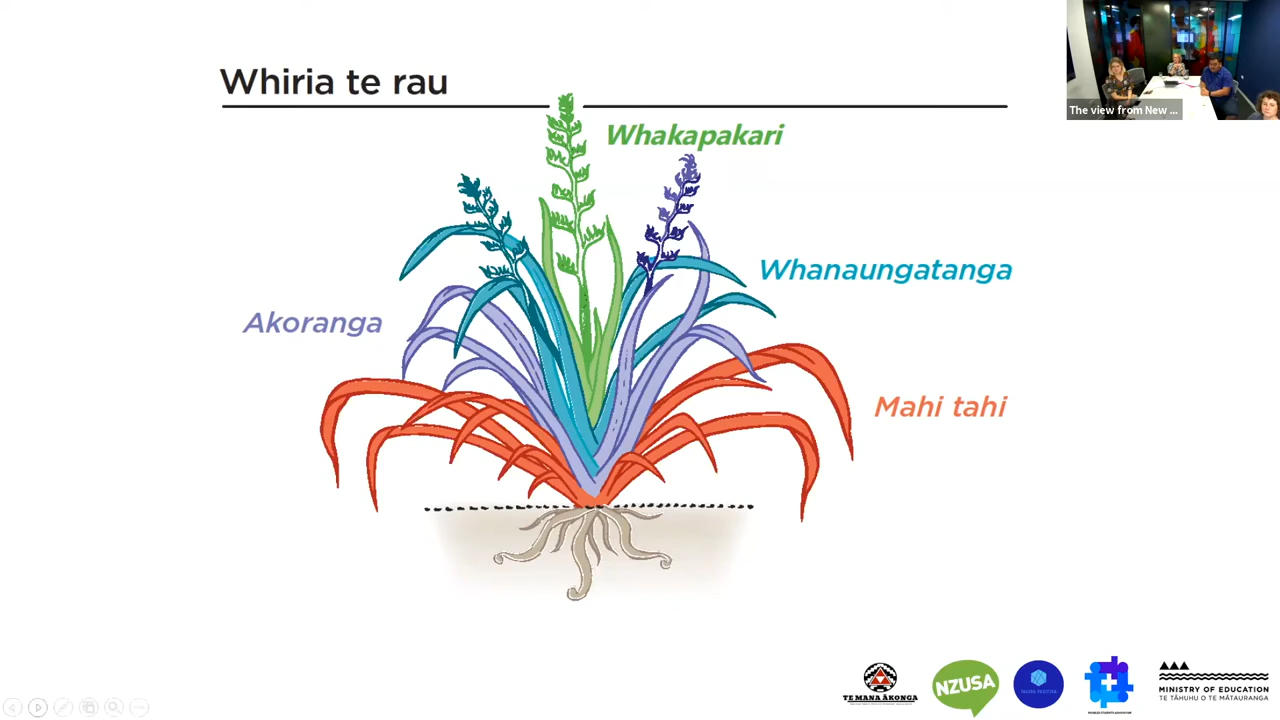 Whiria te rau
The view from New ...
Whakapakari
Whanaungatanga
Akoranga
Mahi tahi
TE MANA ĀKONGA
NZUSA
MINISTRY OF EDUCATION
TE TĀHUHU O TE MĀTAURANGA